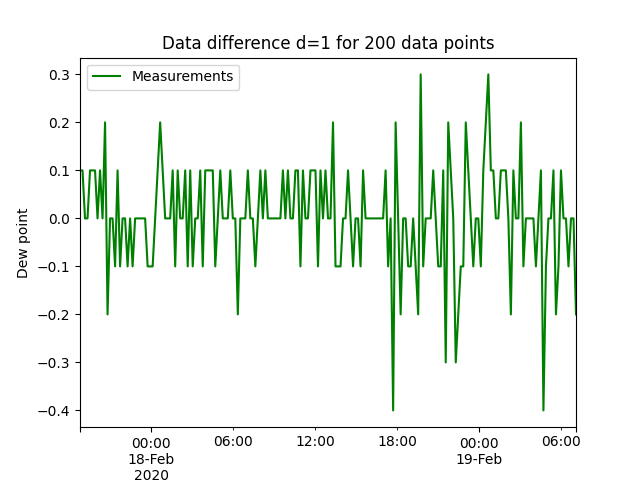 Data difference d=1 for 200 data points
Measurements
0.3
0.2
0.1
0.0
−0.1
−0.2
−0.3
−0.4
Dew point
00:00 06:00 12:00 18:00 00:00 06:00
18-Feb 19-Feb
2020